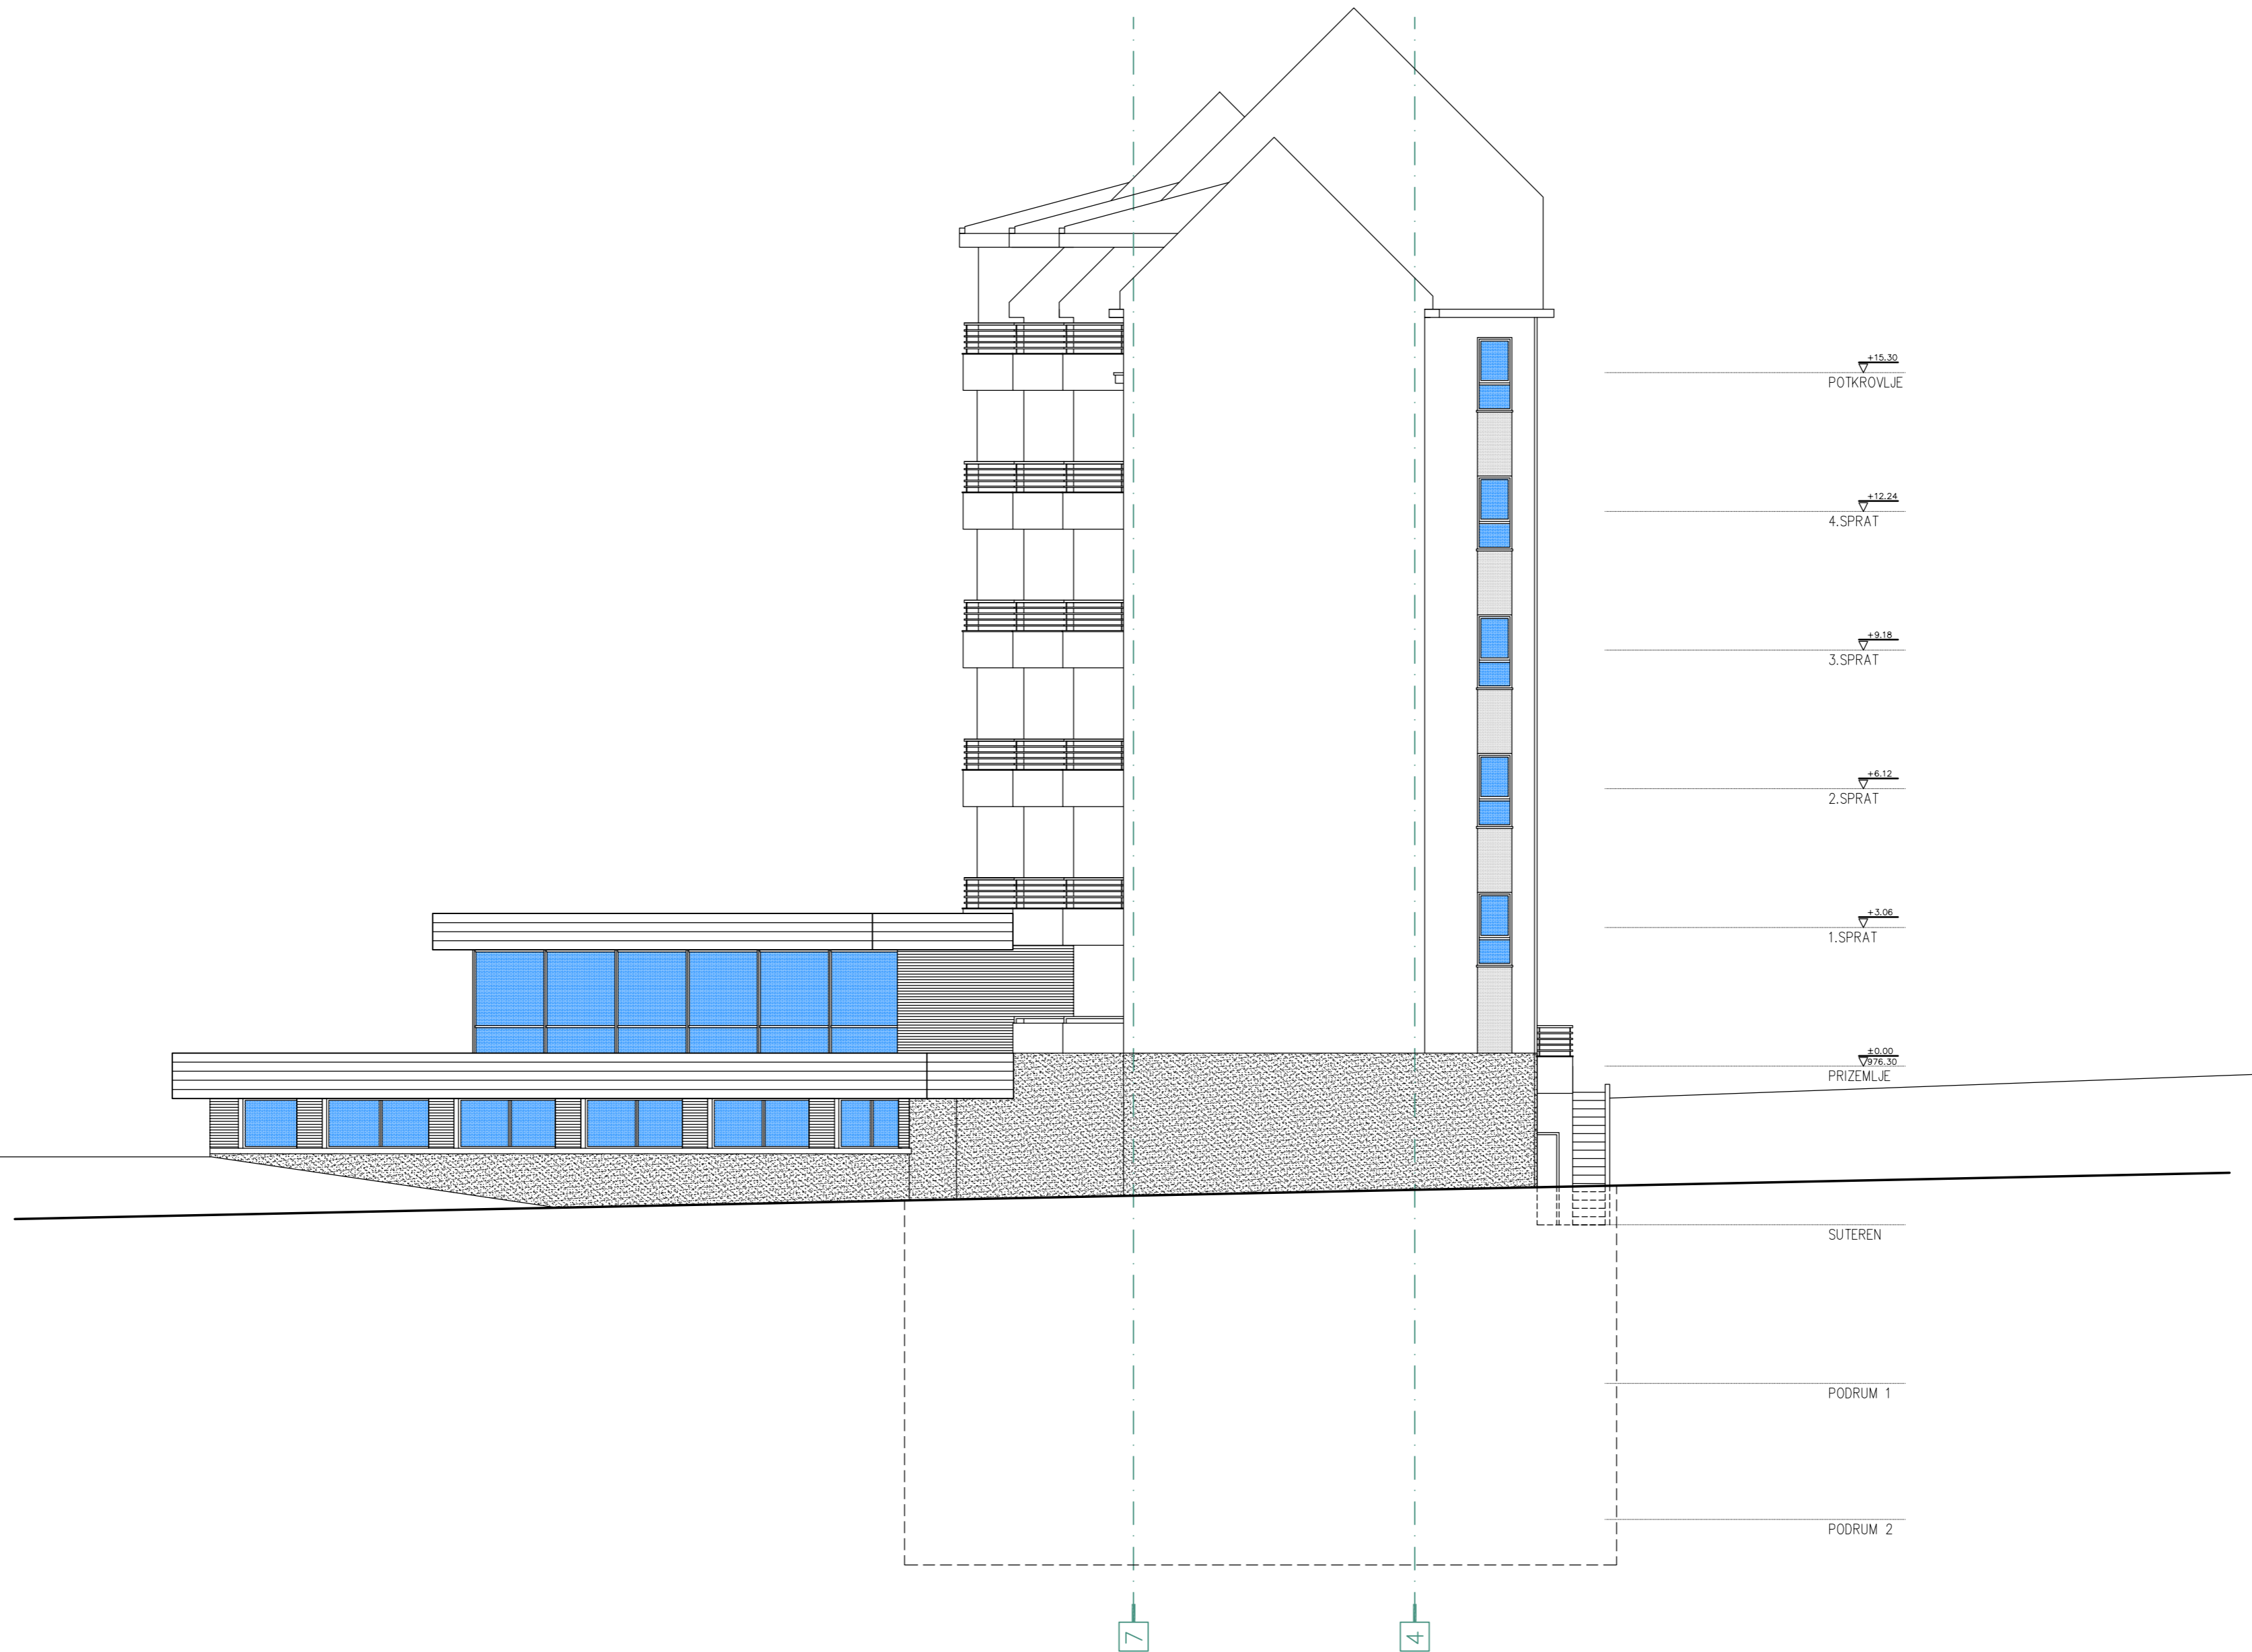 +15.30
POTKROVLJE
+12.24
4.SPRAT
+9.18
3.SPRAT
+6.12
2.SPRAT
+3.06
1.SPRAT
±0.00
976.30
PRIZEMLJE
SUTEREN
PODRUM 1
PODRUM 2
7
4